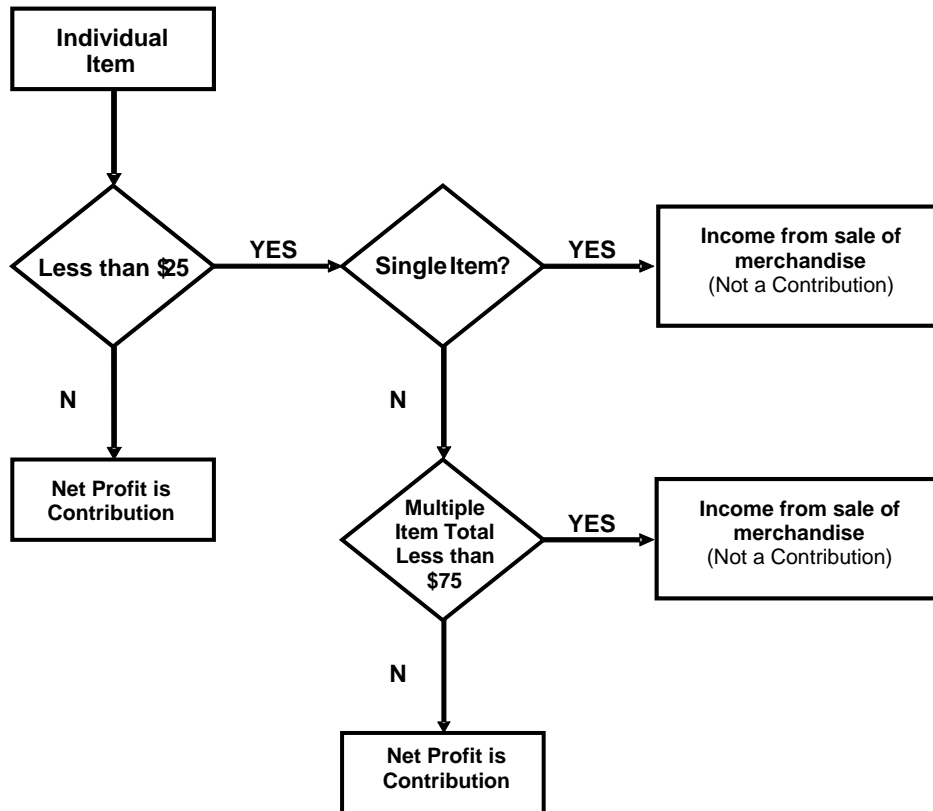 Individual
Item
Less than $25
YES
Single Item?
YES
Income from sale of
merchandise
(Not a Contribution)
N
N
Net Profit is
Contribution
Multiple
Item Total
Less than
$75
YES
Income from sale of
merchandise
(Not a Contribution)
N
Net Profit is
Contribution